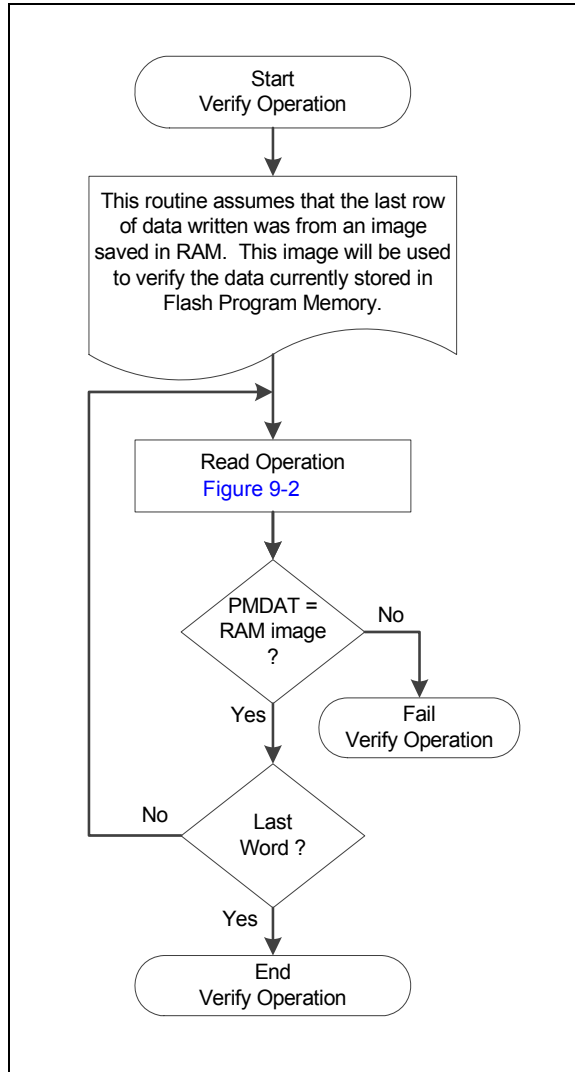 Start
Verify Operation
This routine assumes that the last row
of data written was from an image
saved in RAM. This image will be used
to verify the data currently stored in
Flash Program Memory.
Read Operation
Figure 9-2
PMDAT =
RAM image
?
No
Yes
Fail
Verify Operation
No
Last
Word ?
Yes
End
Verify Operation